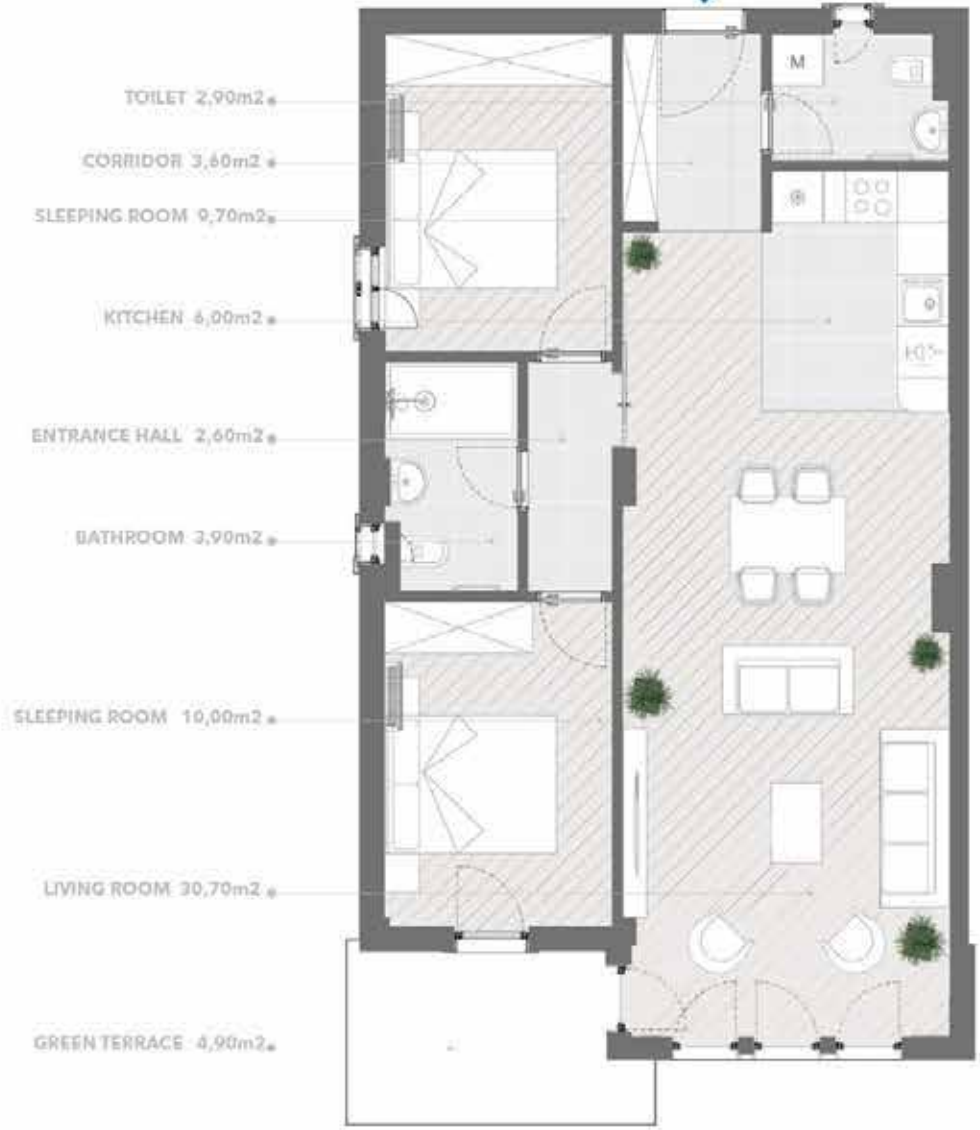 TOILET 2,90m2
CORRIDOR 3,60m2
SLEEPING ROOM 9,70m2
KITCHEN 6,00m2
ENTRANCE HALL 2,60m2
BATHROOM 3,90m2
SLEEPING ROOM 10,00m2
LIVING ROOM 30,70m2
GREEN TERRACE 4,90m2
M